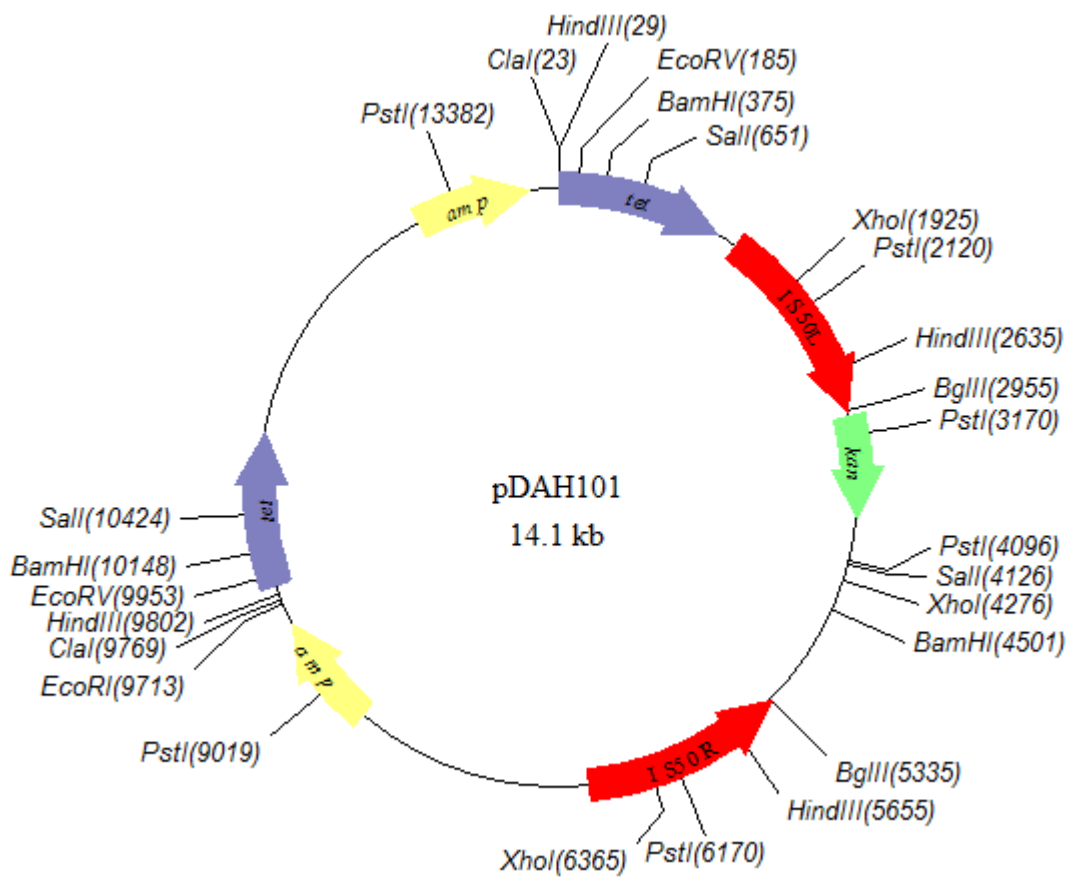 HindIII(29)
ClaI(23)
EcoRV(185)
BamHI(375)
PstI(13382)
SalI(651)
amp
tet
XhoI(1925)
PstI(2120)
IS50L
HindIII(2635)
BglII(2955)
PstI(3170)
kan
pDAH101
14.1 kb
tet
SalI(10424)
BamHI(10148)
EcoRV(9953)
HindIII(9802)
ClaI(9769)
EcoRI(9713)
PstI(4096)
SalI(4126)
XhoI(4276)
BamHI(4501)
amp
PstI(9019)
IS50R
BglII(5335)
HindIII(5655)
XhoI(6365)
PstI(6170)